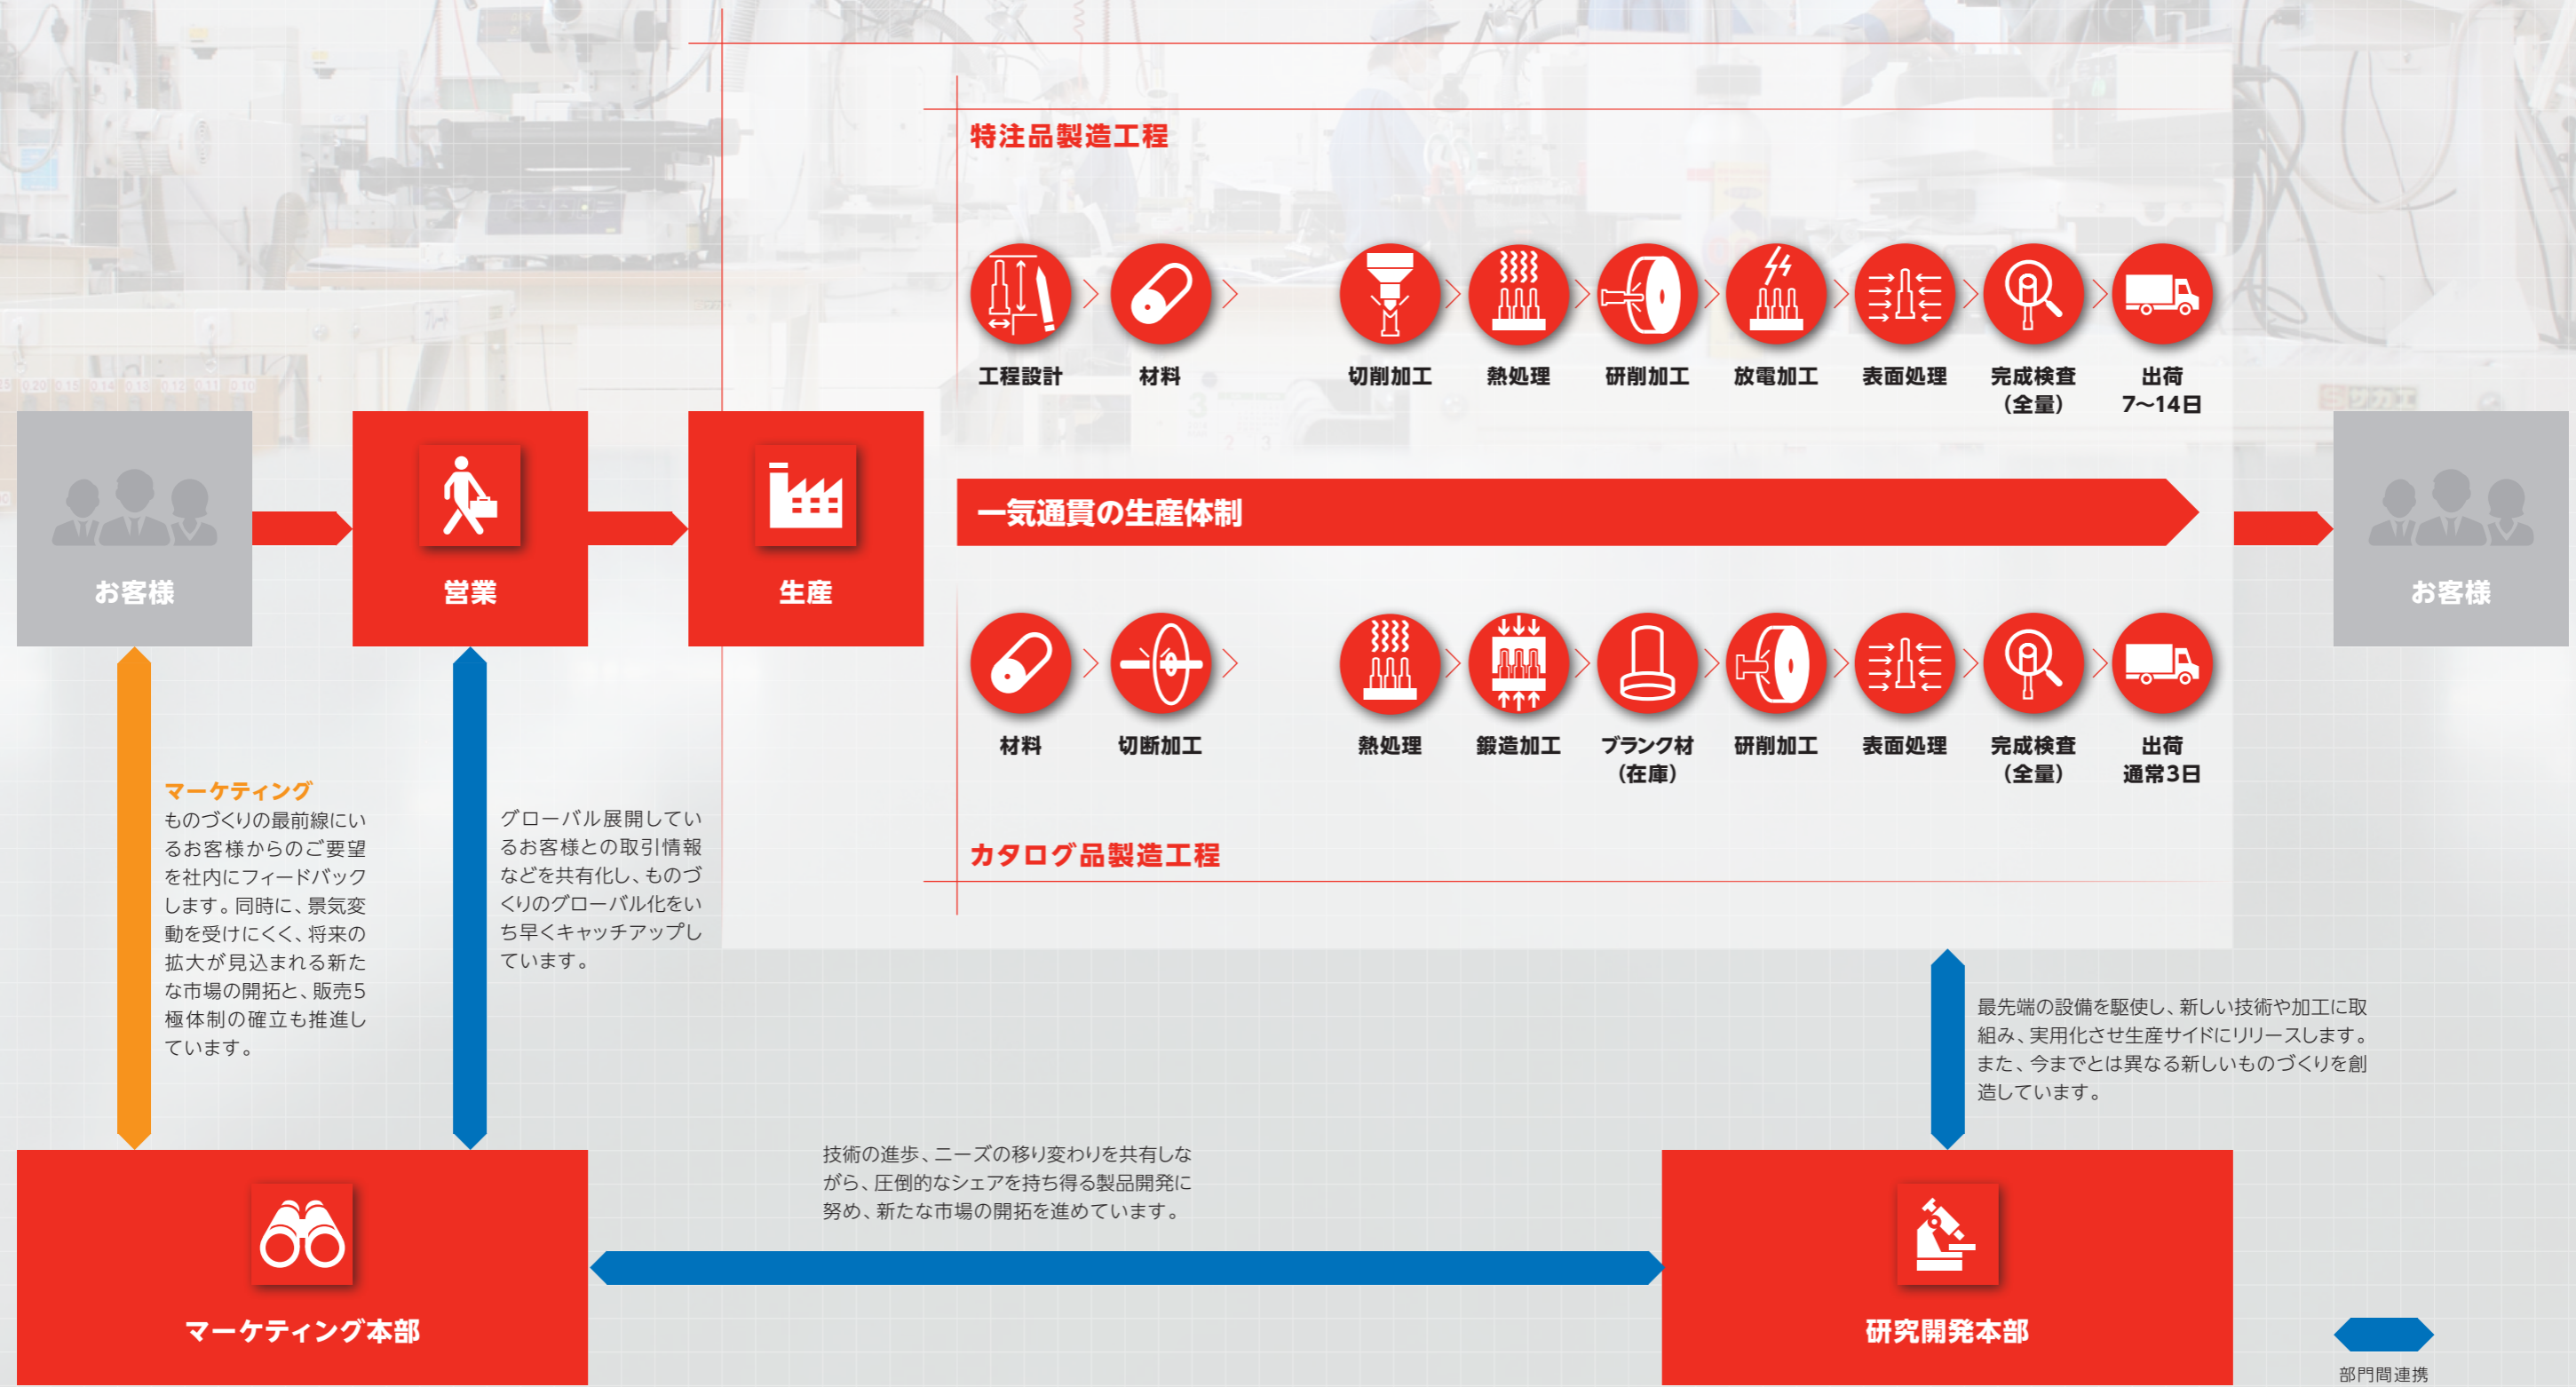 特注品製造工程
工程設計
材料
切削加工
熱処理
研削加工
放電加工
表面処理
完成検査
（全量）
出荷
7〜14日
お客様
営業
生産
一気通貫の生産体制
お客様
材料
切断加工
熱処理
鍛造加工
ブランク材
（在庫）
研削加工
表面処理
完成検査
（全量）
出荷
通常3日
カタログ品製造工程
マーケティング
ものづくりの最前線にい
るお客様からのご要望
を社内にフィードバック
します。同時に、景気変
動を受けにくく、将来の
拡大が見込まれる新た
な市場の開拓と、販売5
極体制の確立も推進し
ています。
グローバル展開してい
るお客様との取引情報
などを共有化し、ものづ
くりのグローバル化をい
ち早くキャッチアップし
ています。
最先端の設備を駆使し、新しい技術や加工に取
組み、実用化させ生産サイドにリリースします。
また、今までとは異なる新しいものづくりを創
造しています。
技術の進歩、ニーズの移り変わりを共有しな
がら、圧倒的なシェアを持ち得る製品開発に
努め、新たな市場の開拓を進めています。
マーケティング本部
研究開発本部
部門間連携
0.20 0.15 0.14 0.13 0.12 0.11 0.10
サカエ